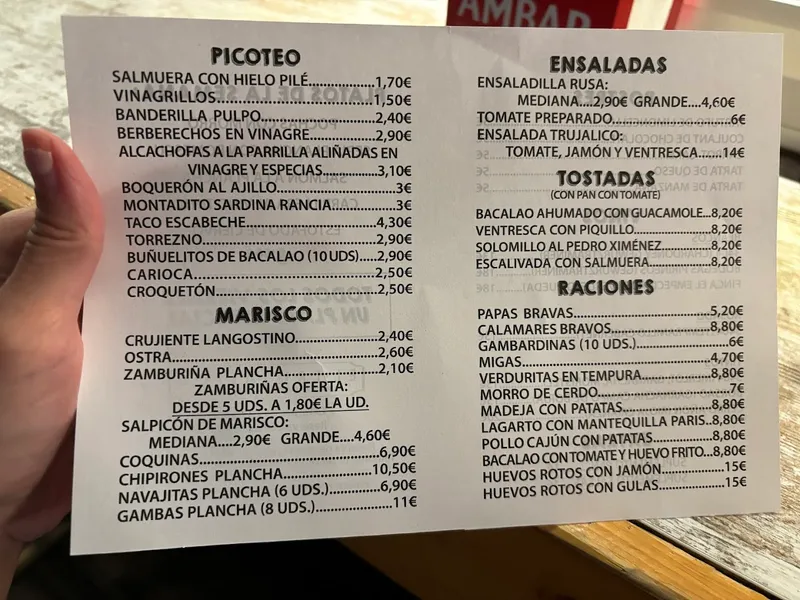 AMBAR
PICOTEO
SALMUERA CON HIELO PILÉ..................1,70€
VINAGRILLOS..................1,50€
BANDERILLA PULPO..................2,40€
BERBERECHOS EN VINAGRE..................2,90€
ALCACHOFAS A LA PARRILLA ALIÑADAS EN
VINAGRE Y ESPECIAS..................3,10€
BOQUERÓN AL AJILLO..................3€
MONTADITO SARDINA RANCIA..................3€
TACO ESCABECHE..................4,30€
TORREZNO..................2,90€
BUÑUELITOS DE BACALAO (10 UDS)......2,90€
CARIOCA..................2,50€
CROQUETÓN..................2,50€
MARISCO
CRUJIENTE LANGOSTINO..................2,40€
OSTRA..................2,60€
ZAMBURIÑA PLANCHA..................2,10€
ZAMBURIÑAS OFERTA:
DESDE 5 UDS. A 1,80€ LA UD.
SALPICÓN DE MARISCO:
MEDIANA....2,90€ GRANDE....4,60€
COQUINAS..................6,90€
CHIPIRONES PLANCHA..................10,50€
NAVAJITAS PLANCHA (6 UDS.)..............6,90€
GAMBAS PLANCHA (8 UDS.)..................11€
ENSALADAS
ENSALADILLA RUSA:
MEDIANA....2,90€ GRANDE....4,60€
TOMATE PREPARADO..................6€
ENSALADA TRUJALICO:
TOMATE, JAMÓN Y VENTRESCA.......14€
TOSTADAS
(CON PAN CON TOMATE)
BACALAO AHUMADO CON GUACAMOLE...8,20€
VENTRESCA CON PIQUILLO..................8,20€
SOLOMILLO AL PEDRO XIMÉNEZ............8,20€
ESCALIVADA CON SALMUERA..............8,20€
RACIONES
PAPAS BRAVAS..................5,20€
CALAMARES BRAVOS..................8,80€
GAMBARDINAS (10 UDS.)..................6€
MIGAS..................4,70€
VERDURITAS EN TEMPURA..................8,80€
MORRO DE CERDO..................7€
MADEJA CON PATATAS..................8,80€
LAGARTO CON MANTEQUILLA PARIS..8,80€
POLLO CAJÚN CON PATATAS..............8,80€
BACALAO CON TOMATE Y HUEVO FRITO...8,80€
HUEVOS ROTOS CON JAMÓN..............15€
HUEVOS ROTOS CON GULAS..............15€